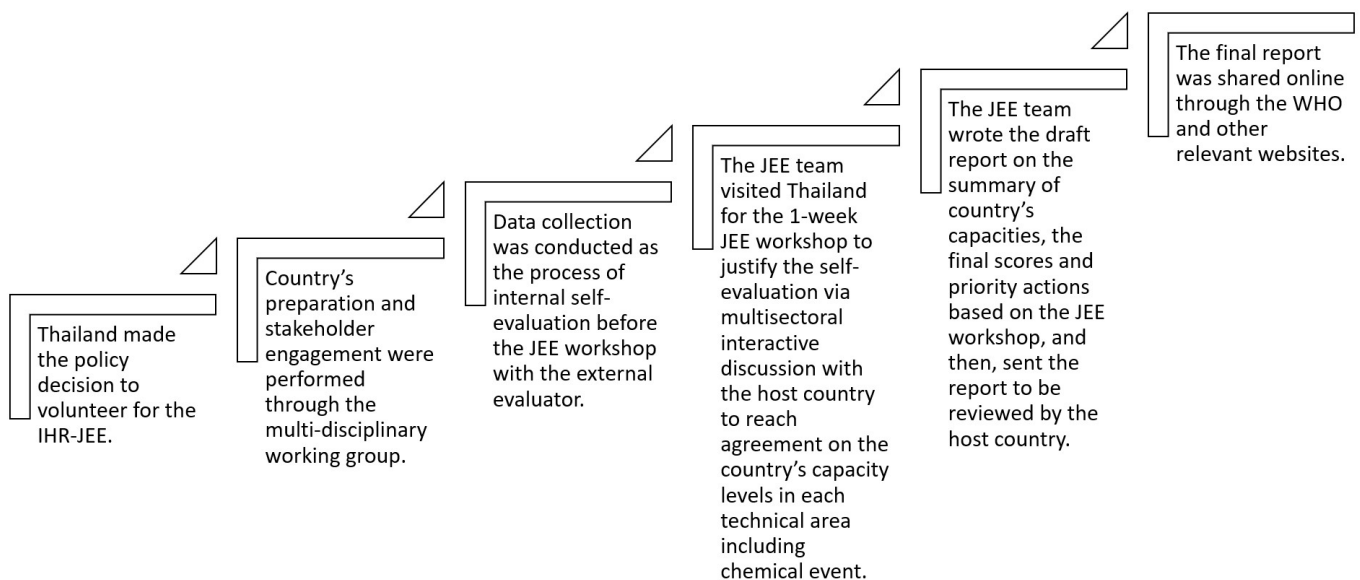 Thailand made
the policy
decision to
volunteer for the
IHR-JEE.
Country’s
preparation and
stakeholder
engagement were
performed
through the
multi-disciplinary
working group.
Data collection
was conducted as
the process of
internal self-
evaluation before
the JEE workshop
with the external
evaluator.
The JEE team
visited Thailand
for the 1-week
JEE workshop to
justify the self-
evaluation via
multisectoral
interactive
discussion with
the host country
to reach
agreement on the
country’s capacity
levels in each
technical area
including
chemical event.
The JEE team
wrote the draft
report on the
summary of
country’s
capacities, the
final scores and
priority actions
based on the JEE
workshop, and
then, sent the
report to be
reviewed by the
host country.
The final report
was shared online
through the WHO
and other
relevant websites.